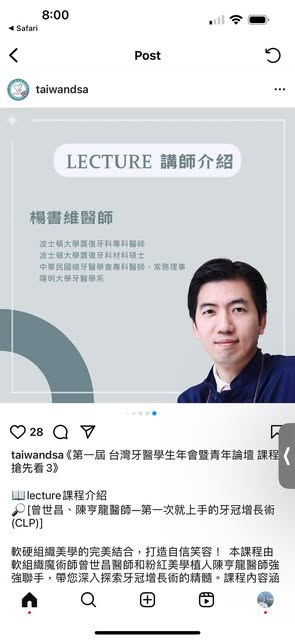 8:00
Safari
Post
taiwandsa
LECTURE 講師介紹
楊書維醫師
波士頓大學贋復牙科專科醫師
波士頓大學贋復牙科材料碩士
中華民國植牙醫學會專科醫師、常務理事
陽明大學牙醫學系
28
taiwandsa《第一屆 台灣牙醫學生年會暨青年論壇 課程
搶先看 3》
📖lecture課程介紹
🔎[曾世昌、陳亨龍醫師—第一次就上手的牙冠增長術
(CLP)]
軟硬組織美學的完美結合，打造自信笑容！ 本課程由
軟組織魔術師曾世昌醫師和粉紅美學植人陳亨龍醫師強
強聯手，帶您深入探索牙冠增長術的精髓。課程內容涵